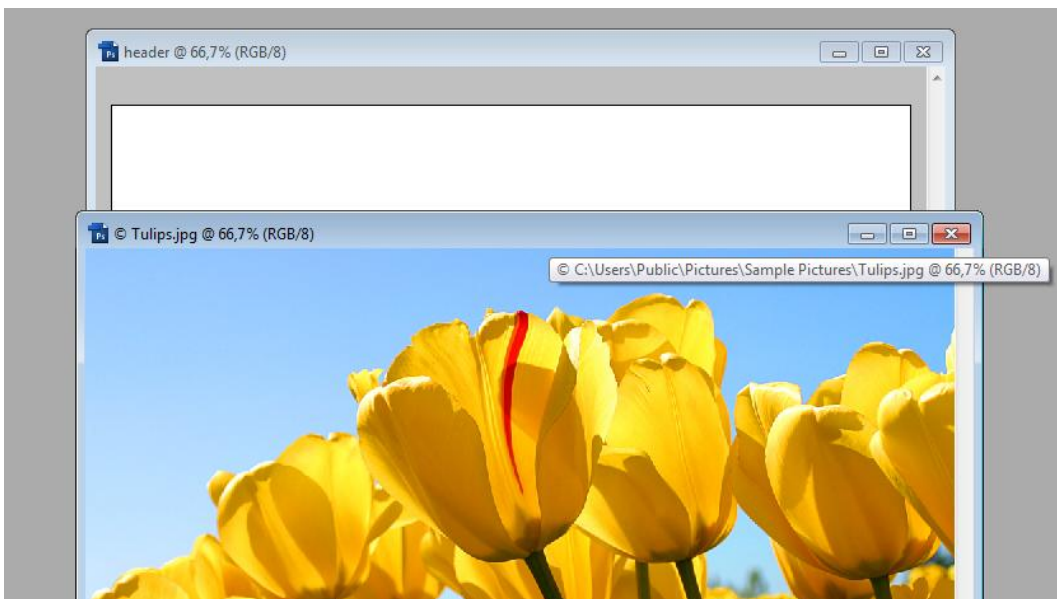 header @ 66,7% (RGB/8)
© Tulips.jpg @ 66,7% (RGB/8)
© C:\Users\Public\Pictures\Sample Pictures\Tulips.jpg @ 66,7% (RGB/8)